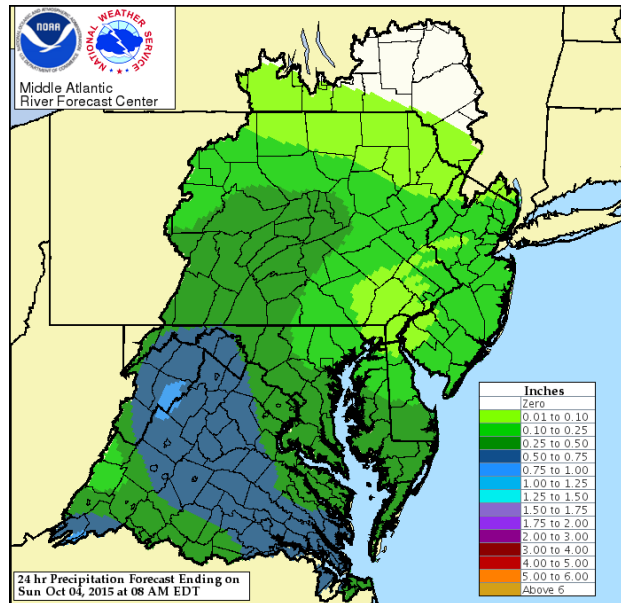 NOAA
NATIONAL WEATHER SERVICE
Middle Atlantic
River Forecast Center
Inches
Zero
0.01 to 0.10
0.10 to 0.25
0.25 to 0.50
0.50 to 0.75
0.75 to 1.00
1.00 to 1.25
1.25 to 1.50
1.50 to 1.75
1.75 to 2.00
2.00 to 3.00
3.00 to 4.00
4.00 to 5.00
5.00 to 6.00
Above 6
24 hr Precipitation Forecast Ending on
Sun Oct 04, 2015 at 08 AM EDT